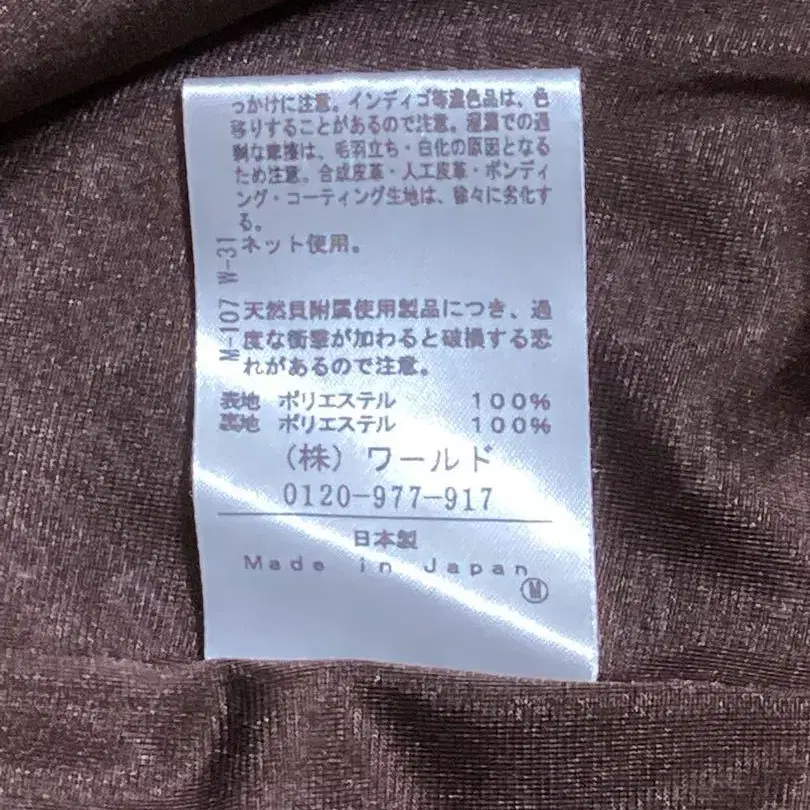 っかけに注意。インディゴ等濃色品は、色
移りすることがあるので注意。湿潤での過
剰な摩擦は、毛羽立ち・白化の原因となる
ため注意。合成皮革・人工皮革・ボンディ
ング・コーティング生地は、徐々に劣化す
る。
ネット使用。
M-107 W-31
天然貝附属使用製品につき、過
度な衝撃が加わると破損する恐
れがあるので注意。
表地 ポリエステル 100%
裏地 ポリエステル 100%
(株) ワールド
0120-977-917
日本製
Made in Japan
M